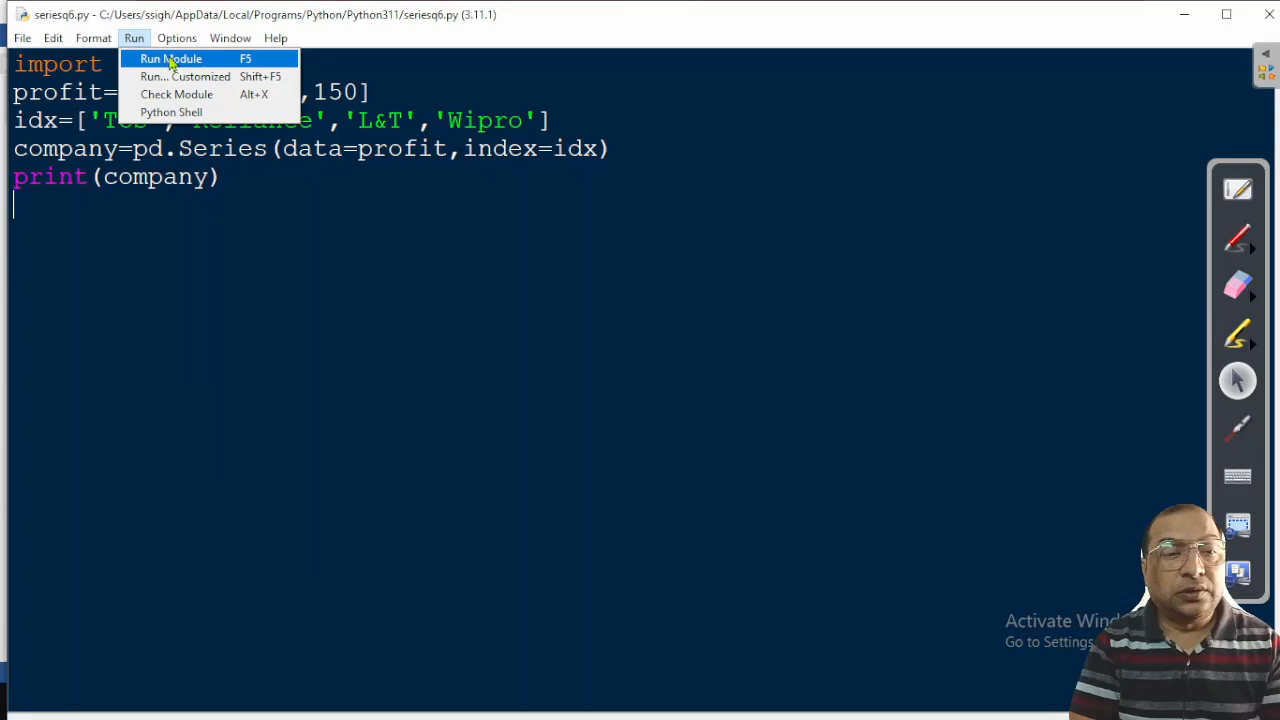 seriesq6.py - C:/Users/ssigh/AppData/Local/Programs/Python/Python311/seriesq6.py (3.11.1)
File Edit Format Run Options Window Help
Run Module F5
Run... Customized Shift+F5
Check Module Alt+X
Python Shell
import
profit= ,150]
idx=[' ,'L&T','Wipro']
company=pd.Series(data=profit,index=idx)
print(company)
Activate
Go to Settings